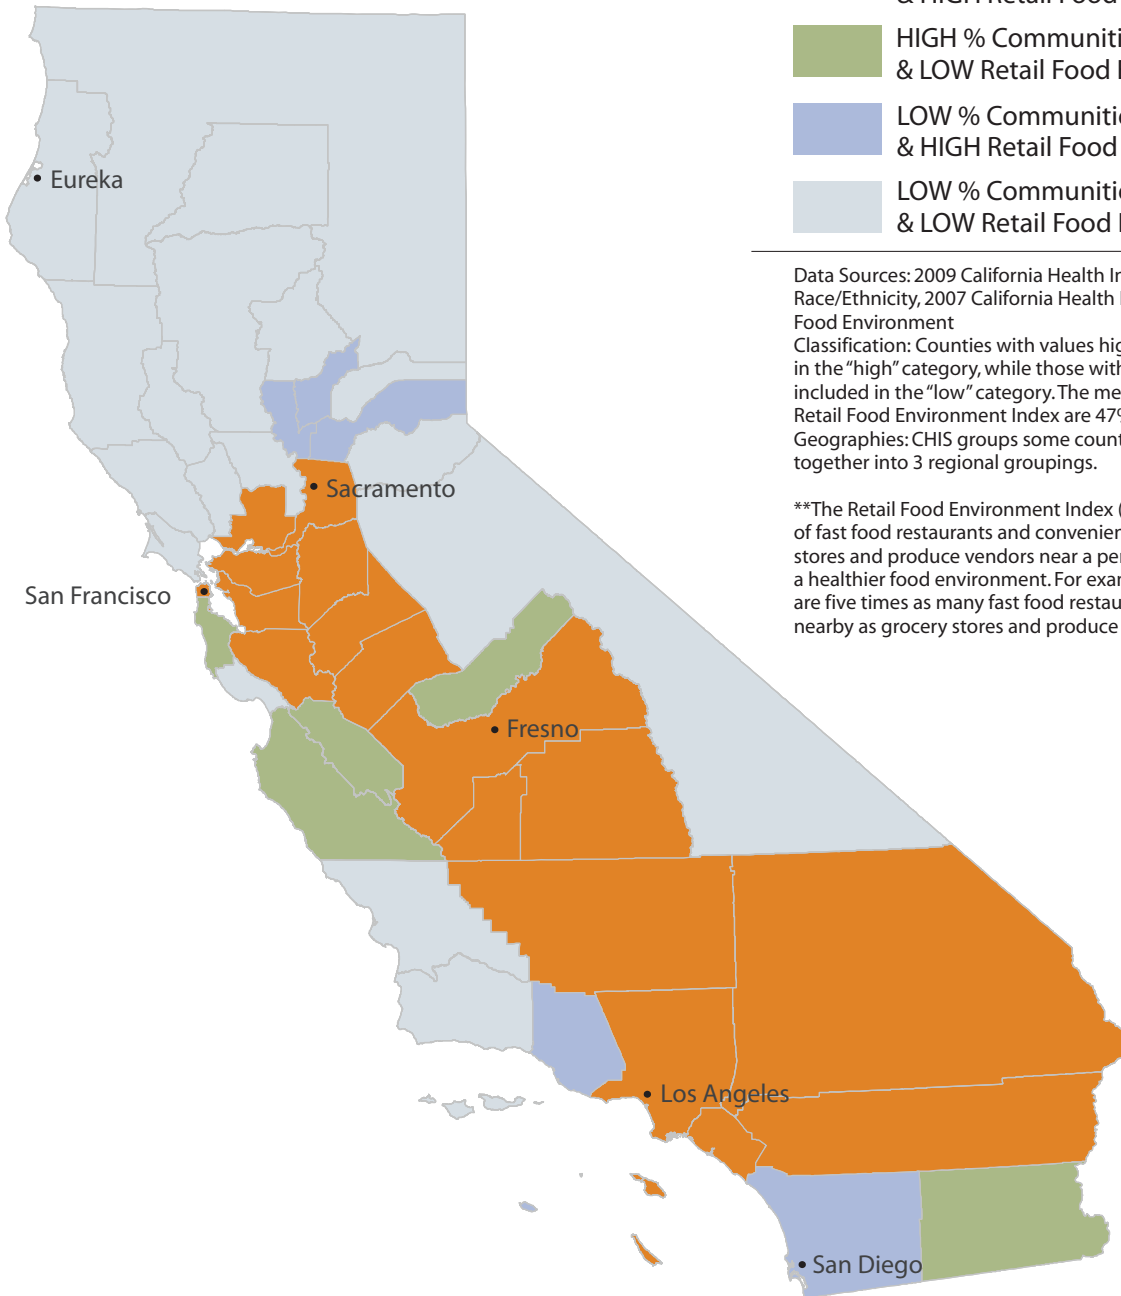 & HIGH Retail Food
HIGH % Communiti
& LOW Retail Food
LOW % Communitie
& HIGH Retail Food
LOW % Communitie
& LOW Retail Food
Data Sources: 2009 California Health In
Race/Ethnicity, 2007 California Health
Food Environment
Classification: Counties with values hig
in the “high” category, while those with
included in the “low” category. The me
Retail Food Environment Index are 47%
Geographies: CHIS groups some count
together into 3 regional groupings.
**The Retail Food Environment Index (
of fast food restaurants and convenien
stores and produce vendors near a per
a healthier food environment. For exam
are five times as many fast food restau
nearby as grocery stores and produce
Eureka
Sacramento
San Francisco
Fresno
Los Angeles
San Diego